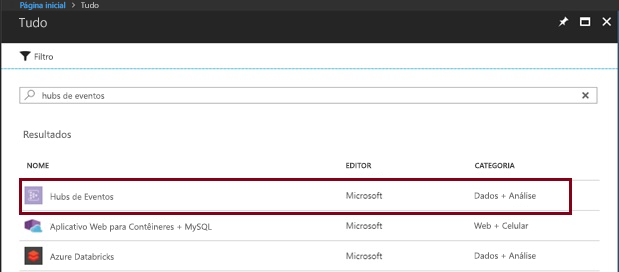 Página inicial > Tudo
Tudo
Filtro
hubs de eventos
Resultados
NOME EDITOR CATEGORIA
Hubs de Eventos Microsoft Dados + Análise
Aplicativo Web para Contêineres + MySQL Microsoft Web + Celular
Azure Databricks Microsoft Dados + Análise